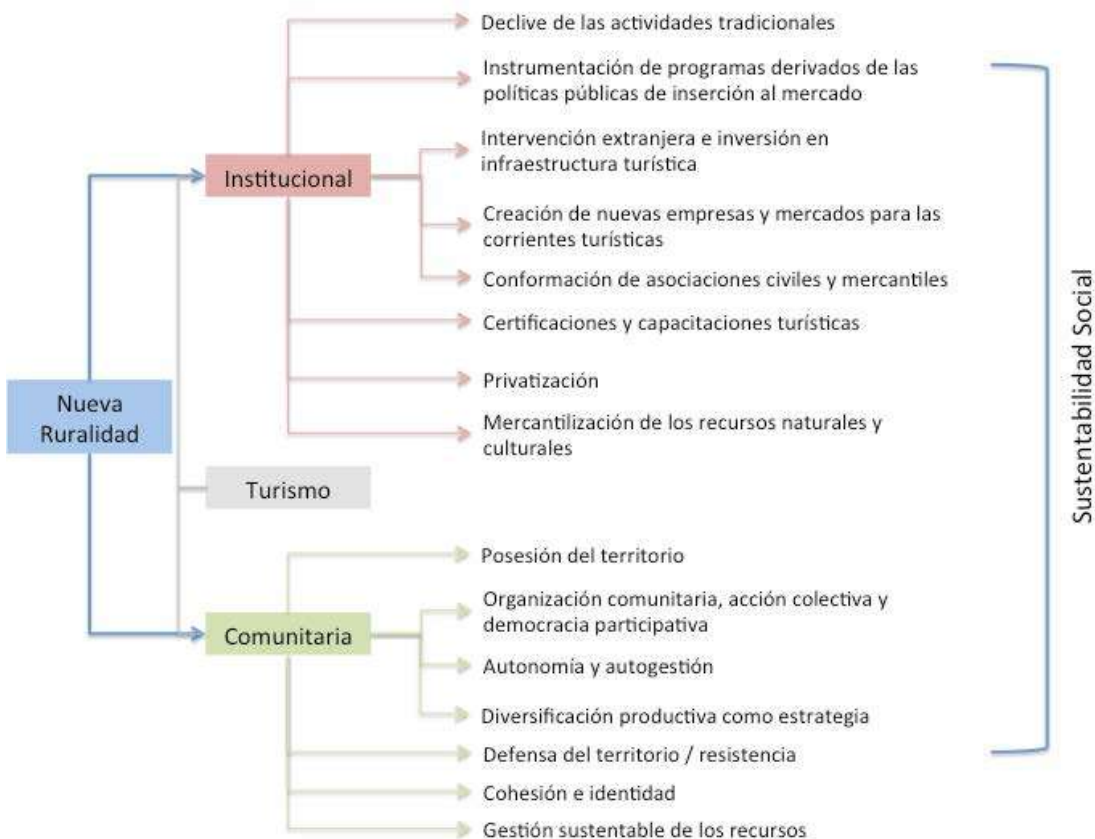 Declive de las actividades tradicionales
Instrumentación de programas derivados de las
políticas públicas de inserción al mercado
Intervención extranjera e inversión en
infraestructura turística
Institucional
Creación de nuevas empresas y mercados para las
corrientes turísticas
Conformación de asociaciones civiles y mercantiles
Certificaciones y capacitaciones turísticas
Privatización
Nueva
Ruralidad
Mercantilización de los recursos naturales y
culturales
Turismo
Posesión del territorio
Organización comunitaria, acción colectiva y
democracia participativa
Comunitaria
Autonomía y autogestión
Diversificación productiva como estrategia
Defensa del territorio / resistencia
Cohesión e identidad
Gestión sustentable de los recursos
Sustentabilidad Social